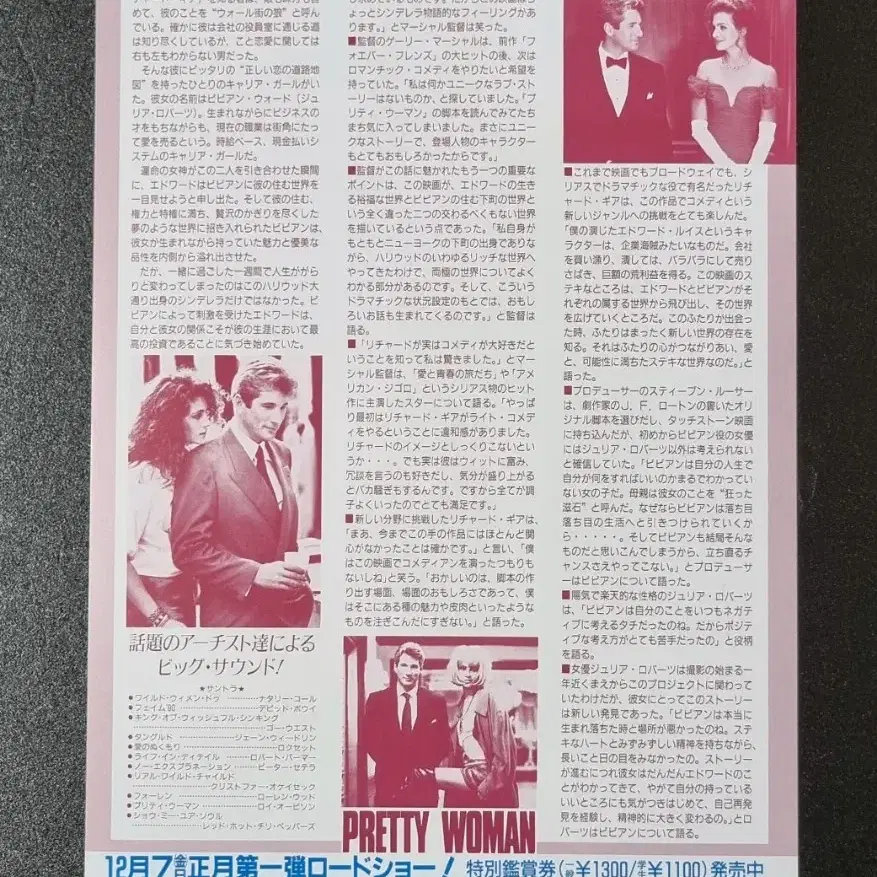 めて、彼のことを“ウォール街の狼”と呼ん
でいる。確かに彼は会社の役員室に通じる道
は知り尽くしているが、こと恋愛に関しては
右も左もわからない男だった。
そんな彼にピッタリの“正しい恋の道路地
図”を持ったひとりのキャリア・ガールがい
た。彼女の名前はビビアン・ウォード(ジュ
リア・ロバーツ)。生まれながらにビジネスの
才をもちながらも、現在の職業は街角にたっ
て愛を売るという。時給ベース、現金払いシ
ステムのキャリア・ガールだ。
運命の女神がこの二人を引き合わせた瞬間
に、エドワードはビビアンに彼の住む世界を
一目見せようと申し出た。そして彼の住む、
権力と特権に満ち、贅沢のかぎりを尽くした
夢のような世界に招き入れられたビビアンは、
彼女が生まれながら持っていた魅力と優美な
品性を内側から溢れ出させた。
だが、一緒に過ごした一週間で人生ががら
りと変わってしまったのはこのハリウッド大
通り出身のシンデレラだけではなかった。ビ
ビアンによって刺激を受けたエドワードは、
自分と彼女の関係こそが彼の生涯において最
高の投資であることに気づき始めていた。
話題のアーチスト達による
ビッグ・サウンド!
★サントラ★
●ワイルド・ウィメン・ドゥ………ナタリー・コール
●フェイム'90………デビッド・ボウイ
●キング・オブ・ウィッシュフル・シンキング
………ゴー・ウエスト
●タングルト………ジェーン・ウィードリン
●愛のぬくもり………ロクセット
●ライフ・イン・ディテイル………ロバート・パーマー
●ノー・エクスプラネーション………ピーター・セテラ
●リアル・ワイルド・チャイルド
………クリストファー・オケイセック
●フォーレン………ローレン・ウッド
●プリティ・ウーマン………ロイ・オービソン
●ショウ・ミー・ユア・ソウル
………レッド・ホット・チリ・ペッパーズ
ょっとシンデレラ物語的なフィーリングがあ
ります。」とマーシャル監督は笑った。
■監督のゲーリー・マーシャルは、前作「フ
ォエバー・フレンズ」の大ヒットの後、次は
ロマンチック・コメディをやりたいと希望を
持っていた。「私は何かユニークなラブ・スト
ーリーはないものか、と探していました。「プ
リティ・ウーマン」の脚本を読んでみてたち
まち気に入ってしまいました。まさにユニー
クなストーリーで、登場人物のキャラクター
もとてもおもしろかったからです。」
■監督がこの話に魅かれたもう一つの重要な
ポイントは、この映画が、エドワードの生き
る裕福な世界とビビアンの住む下町の世界と
いう全く違った二つの交わるべくもない世界
を描いているという点であった。「私自身が
もともとニューヨークの下町の出身でありな
がら、ハリウッドのいわゆるリッチな世界へ
やってきたわけで、両極の世界についてよく
わかる部分があるのです。そして、こういう
ドラマチックな状況設定のもとでは、おもし
ろいお話も生まれてくるのです。」と監督は
語る。
■「リチャードが実はコメディが大好きだと
いうことを知って私は驚きました。」とマー
シャル監督は、「愛と青春の旅だち」や「アメ
リカン・ジゴロ」というシリアス物のヒット
作に主演したスターについて語る。「やっぱ
り最初はリチャード・ギアがライト・コメデ
ィをやるということに違和感がありました。
リチャードのイメージとしっくりこないとい
うか・・・。でも実は彼はウィットに富み、
冗談を言うのも好きだし、気分が盛り上がる
とバカ騒ぎもするんです。ですから全てが調
子よくいったのでとても満足です。」
■新しい分野に挑戦したリチャード・ギアは、
「まあ、今までこの手の作品にはほとんど関
心がなかったことは確かです。」と言い、「僕
はこの映画でコメディアンを演ったつもりも
ないしね」と笑う。「おかしいのは、脚本の作
り出す場面、場面のおもしろさであって、僕
はそこにある種の魅力や皮肉といったような
ものを注ぎこんだにすぎない。」と語った。
PRETTY WOMAN
■これまで映画でもブロードウェイでも、シ
リアスでドラマチックな役で有名だったリチ
ャード・ギアは、この作品でコメディという
新しいジャンルへの挑戦をとても楽しんだ。
「僕の演じたエドワード・ルイスというキャ
ラクターは、企業海賊みたいなものだ。会社
を買い漁り、潰しては、バラバラにして売り
さばき、巨額の荒利益を得る。この映画のス
テキなところは、エドワードとビビアンがそ
れぞれの属する世界から飛び出し、その世界
を広げていくところだ。このふたりが出会っ
た時、ふたりはまったく新しい世界の存在を
知る。それはふたりの心がつながりあい、愛
と、可能性に満ちたステキな世界なのだ。」と
語った。
■プロデューサーのスティーブン・ルーサー
は、劇作家のJ.F.ロートンの書いたオリジ
ナル脚本を選びだし、タッチストーン映画
に持ち込んだが、初めからビビアン役の女優
にはジュリア・ロバーツ以外は考えられない
と確信していた。「ビビアンは自分の人生で
自分が何をすればいいのかまるでわかってい
ない女の子だ。母親は彼女のことを“狂った
滋石”と呼んだ。なぜならビビアンは落ち目
落ち目の生活へと引きつけられていくか
ら・・・・・。そしてビビアンも結局そんな
ものだと思いこんでしまうから、立ち直るチ
ャンスさえやってこない。」とプロデューサ
ーはビビアンについて語った。
■陽気で楽天的な性格のジュリア・ロバーツ
は、「ビビアンは自分のことをいつもネガティ
ブに考えるタチだったのね。だからポジティ
ブな考え方がとても苦手だったの」と役柄
を語る。
■女優ジュリア・ロバーツは撮影の始まる一
年近くまえからこのプロジェクトに関わって
いたわけだが、彼女にとってこのストーリー
は新しい発見であった。「ビビアンは本当に
生まれ落ちた時と場所が悪かったのね。ステ
キなハートとみずみずしい精神を持ちながら、
長いこと日の目をみなかったの。ストーリー
が進むにつれ彼女はだんだんエドワードのこ
とがわかってきて、やがて自分の持っている
いいところにも気がつきはじめて、自己再発
見を経験し、精神的に大きく変わるの。」とロ
バーツはビビアンについて語る。
12月7金日正月第一弾ロードショー! 特別鑑賞券(一般¥1300/学生¥1100)発売中